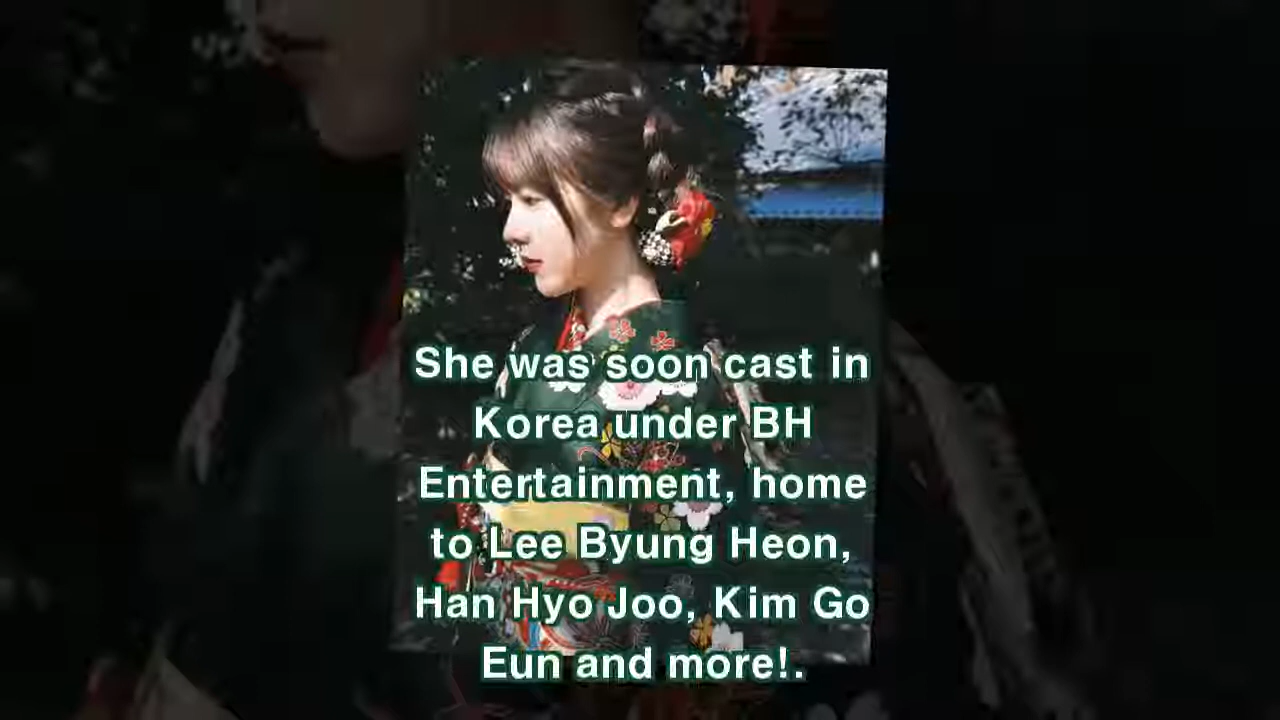 She was soon cast in
Korea under BH
Entertainment, home
to Lee Byung Heon,
Han Hyo Joo, Kim Go
Eun and more!.